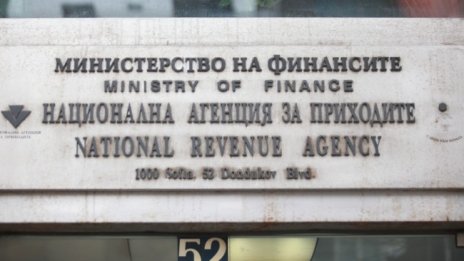 МИНИСТЕРСТВО НА ФИНАНСИТЕ
MINISTRY OF FINANCE
НАЦИОНАЛНА АГЕНЦИЯ ЗА ПРИХОДИТЕ
NATIONAL REVENUE AGENCY
1000 Sofia, 52 Dondukov Blvd.
52